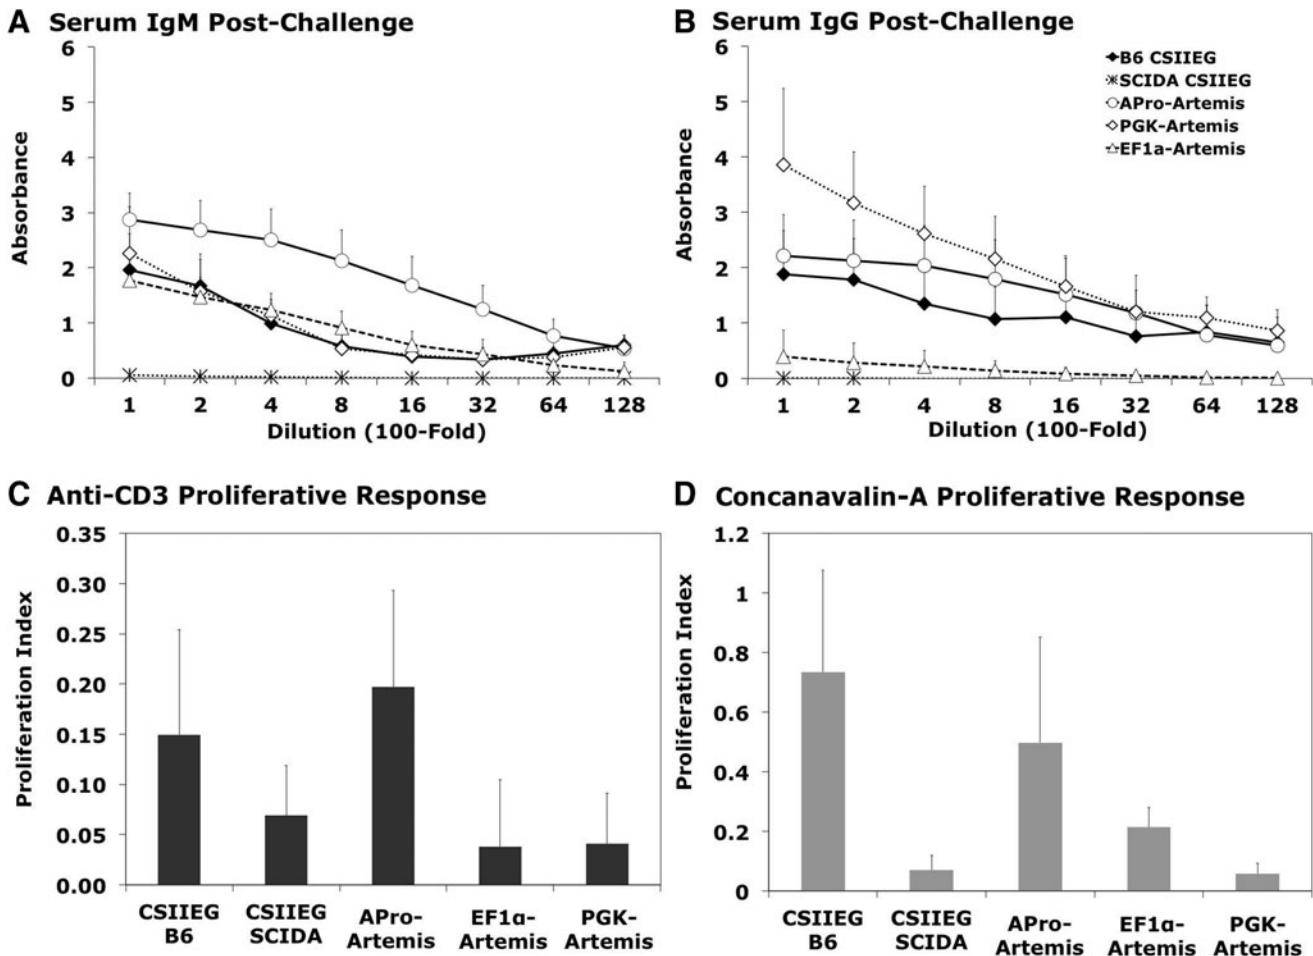 A Serum IgM Post-Challenge
6
5
4
3
2
1
0
Absorbance
1 2 4 8 16 32 64 128
Dilution (100-Fold)
B Serum IgG Post-Challenge
6
5
4
3
2
1
0
Absorbance
B6 CSIIEG
SCIDA CSIIEG
APro-Artemis
PGK-Artemis
EF1a-Artemis
1 2 4 8 16 32 64 128
Dilution (100-Fold)
C Anti-CD3 Proliferative Response
0.35
0.30
0.25
0.20
0.15
0.10
0.05
0.00
Proliferation Index
CSIIEG
B6
CSIIEG
SCIDA
APro-
Artemis
EF1α-
Artemis
PGK-
Artemis
D Concanavalin-A Proliferative Response
1.2
1
0.8
0.6
0.4
0.2
0
Proliferation Index
CSIIEG
B6
CSIIEG
SCIDA
APro-
Artemis
EF1α-
Artemis
PGK-
Artemis